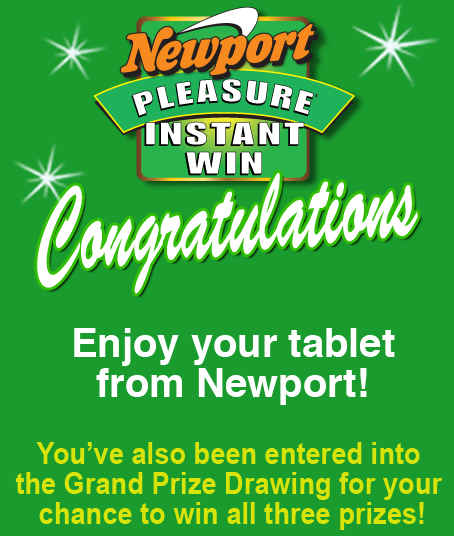 Newport
PLEASURE
INSTANT
WIN
Congratulations
Enjoy your tablet
from Newport!
You’ve also been entered into
the Grand Prize Drawing for your
chance to win all three prizes!